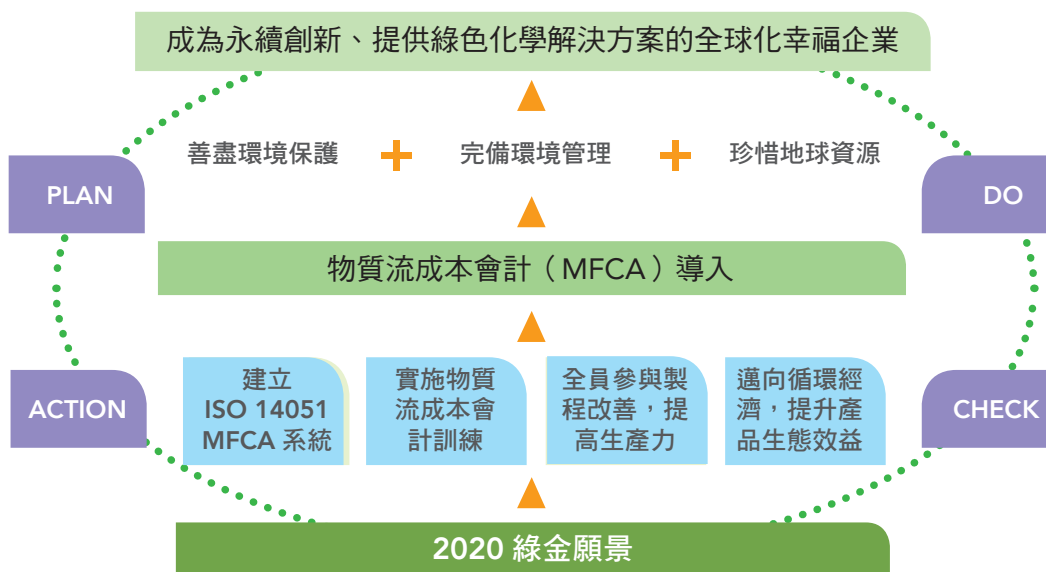 成為永續創新、提供綠色化學解決方案的全球化幸福企業
善盡環境保護 + 完備環境管理 + 珍惜地球資源
PLAN
DO
物質流成本會計（MFCA）導入
ACTION
建立
ISO 14051
MFCA 系統
實施物質
流成本會
計訓練
全員參與製
程改善，提
高生產力
邁向循環經
濟，提升產
品生態效益
CHECK
2020 綠金願景